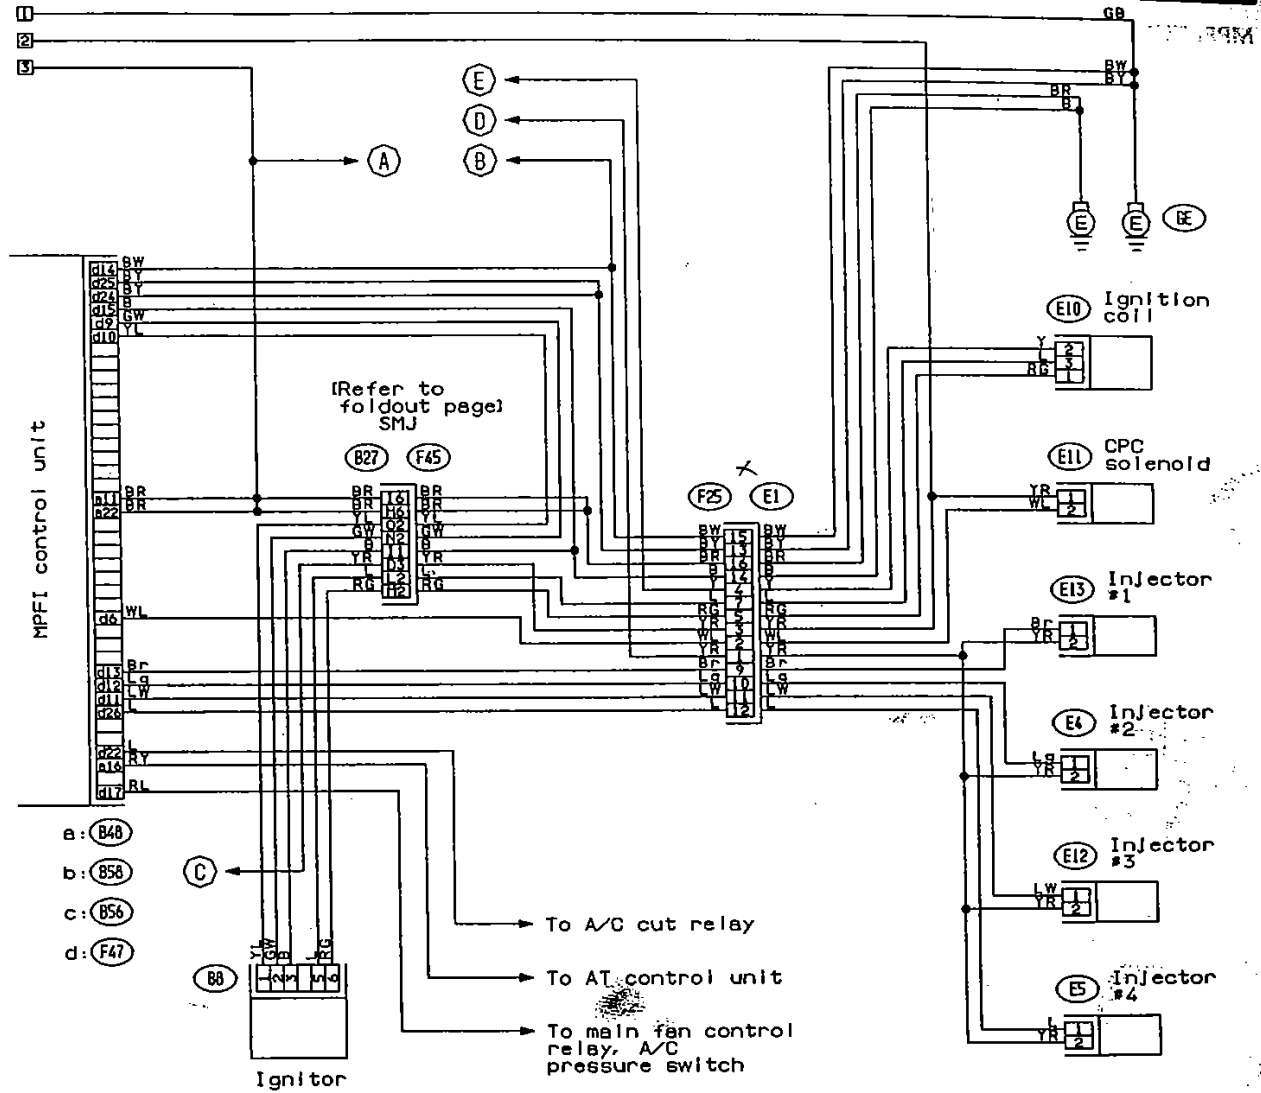 1
GB
2
3
BW
BY
BR
B
E
D
A
B
E
E
GE
BW
d14
BY
d25
BY
d24
B
d15
GW
d9
YL
d10
E10
Ignition
coil
Y
2
L
3
RG
1
[Refer to
foldout page]
SMJ
B27
F45
MPFI control unit
E11
CPC
solenoid
YR
1
WL
2
F25
E1
BR
a11
BR
a22
BR
I6
BR
BR
M6
BR
YL
O2
YL
GW
N2
GW
B
I1
B
YR
D3
YR
L
L2
L
RG
H2
RG
BW
15
BW
BY
13
BY
BR
16
BR
B
14
B
Y
4
Y
L
7
L
RG
5
RG
YR
3
YR
WL
2
WL
YR
1
YR
Br
9
Br
Lg
10
Lg
LW
11
LW
L
12
L
E13
Injector
#1
Br
1
YR
2
WL
d6
Br
d13
Lg
d12
LW
d11
L
d26
E4
Injector
#2
Lg
1
YR
2
L
d22
RY
a16
RL
d17
a: B48
b: B58
c: B56
d: F47
C
E12
Injector
#3
LW
1
YR
2
To A/C cut relay
To AT control unit
To main fan control
relay, A/C
pressure switch
YL
GW
B
L
RG
B8
1
2
3
5
6
Ignitor
E5
Injector
#4
L
1
YR
2